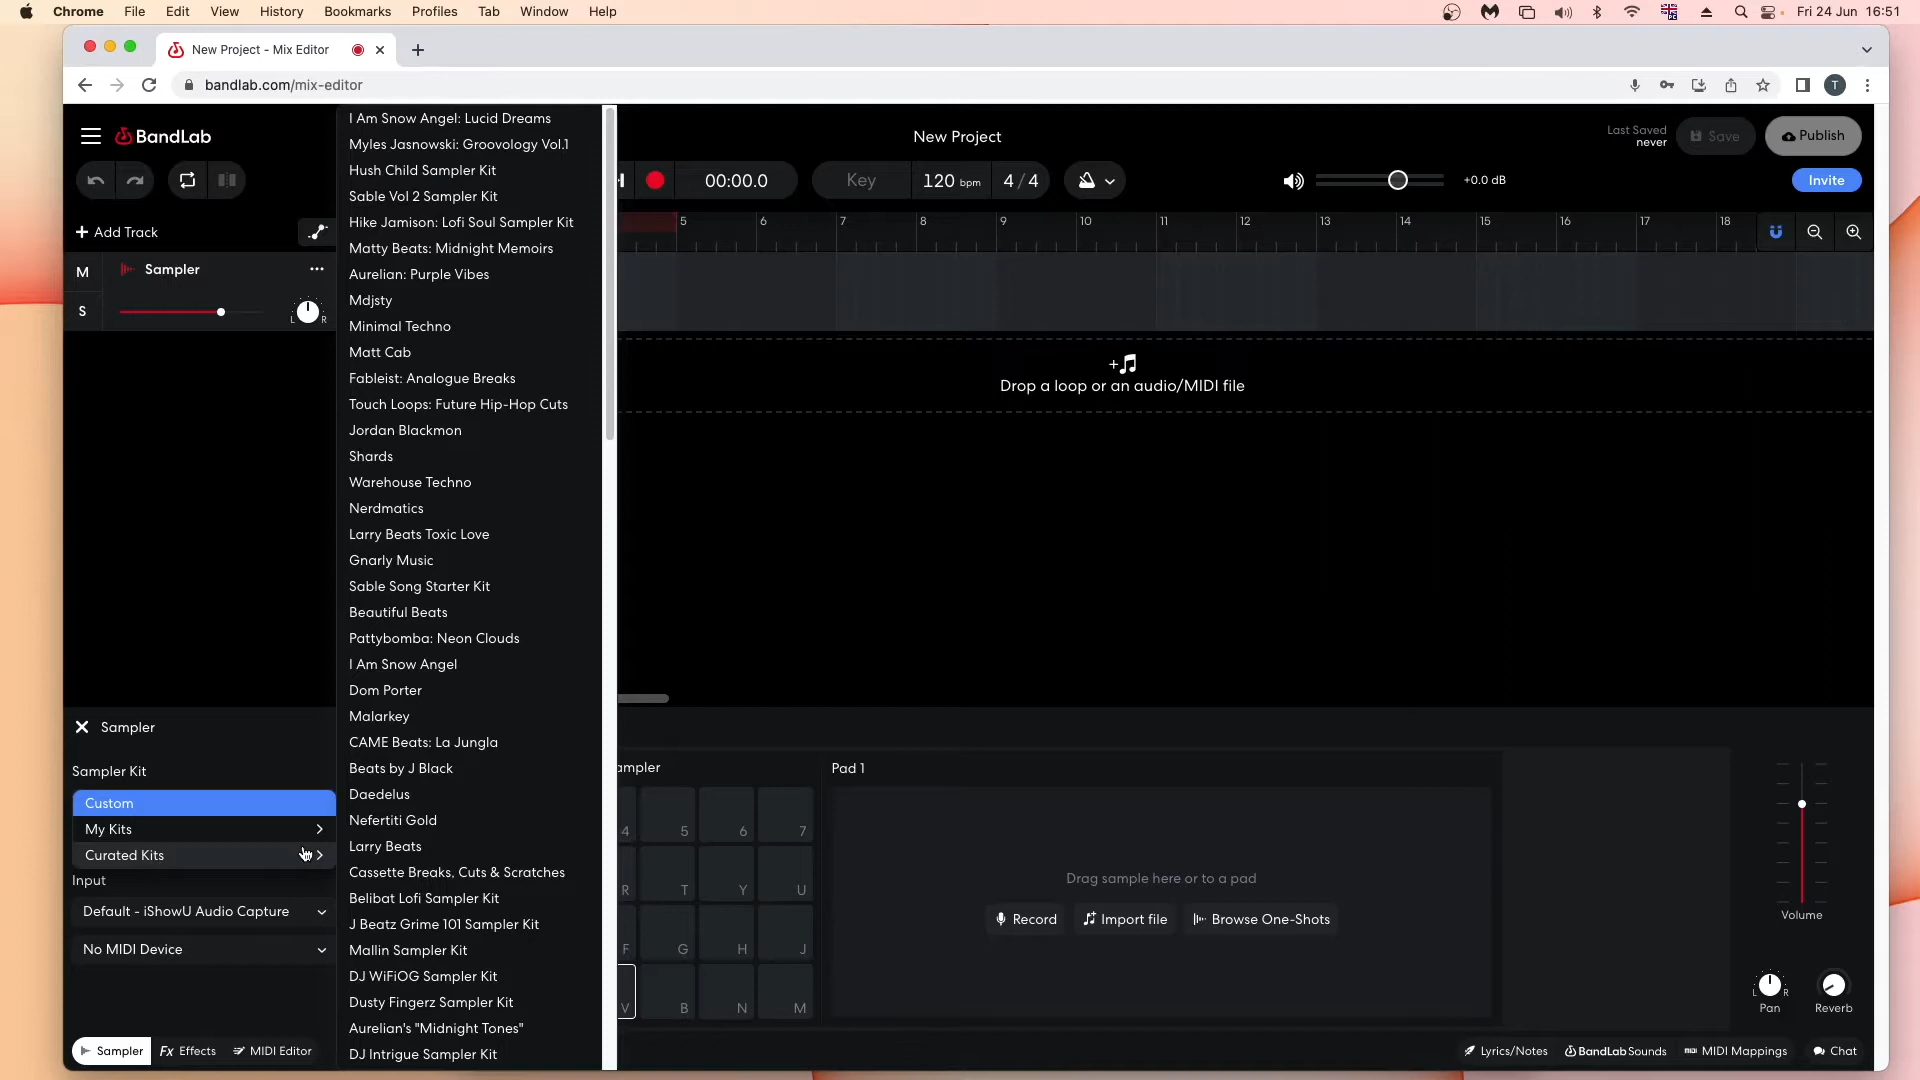 Chrome File Edit View History Bookmarks Profiles Tab Window Help Fri 24 Jun 16:51
New Project - Mix Editor
bandlab.com/mix-editor T
BandLab
New Project
Last Saved
never
Save
Publish
00:00.0 Key 120 bpm 4 / 4 +0.0 dB Invite
+ Add Track
5 6 7 8 9 10 11 12 13 14 15 16 17 18
M Sampler
S L R
Drop a loop or an audio/MIDI file
I Am Snow Angel: Lucid Dreams
Myles Jasnowski: Groovology Vol.1
Hush Child Sampler Kit
Sable Vol 2 Sampler Kit
Hike Jamison: Lofi Soul Sampler Kit
Matty Beats: Midnight Memoirs
Aurelian: Purple Vibes
Mdjsty
Minimal Techno
Matt Cab
Fableist: Analogue Breaks
Touch Loops: Future Hip-Hop Cuts
Jordan Blackmon
Shards
Warehouse Techno
Nerdmatics
Larry Beats Toxic Love
Gnarly Music
Sable Song Starter Kit
Beautiful Beats
Pattybomba: Neon Clouds
I Am Snow Angel
Dom Porter
Malarkey
CAME Beats: La Jungla
Beats by J Black
Daedelus
Nefertiti Gold
Larry Beats
Cassette Breaks, Cuts & Scratches
Belibat Lofi Sampler Kit
J Beatz Grime 101 Sampler Kit
Mallin Sampler Kit
DJ WiFiOG Sampler Kit
Dusty Fingerz Sampler Kit
Aurelian's "Midnight Tones"
DJ Intrigue Sampler Kit
Sampler
Sampler Kit
Custom
My Kits
Curated Kits
Input
Default - iShowU Audio Capture
No MIDI Device
ampler
4 5 6 7
R T Y U
F G H J
V B N M
Pad 1
Drag sample here or to a pad
Record Import file Browse One-Shots
Volume
L R
Pan Reverb
Sampler Fx Effects MIDI Editor
Lyrics/Notes BandLab Sounds MIDI Mappings Chat